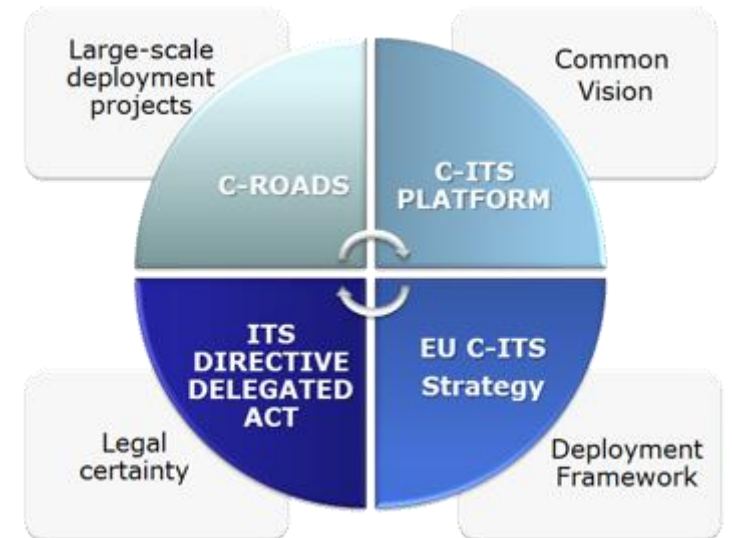 Large-scale
deployment
projects
Common
Vision
C-ROADS
C-ITS
PLATFORM
ITS
DIRECTIVE
DELEGATED
ACT
EU C-ITS
Strategy
Legal
certainty
Deployment
Framework